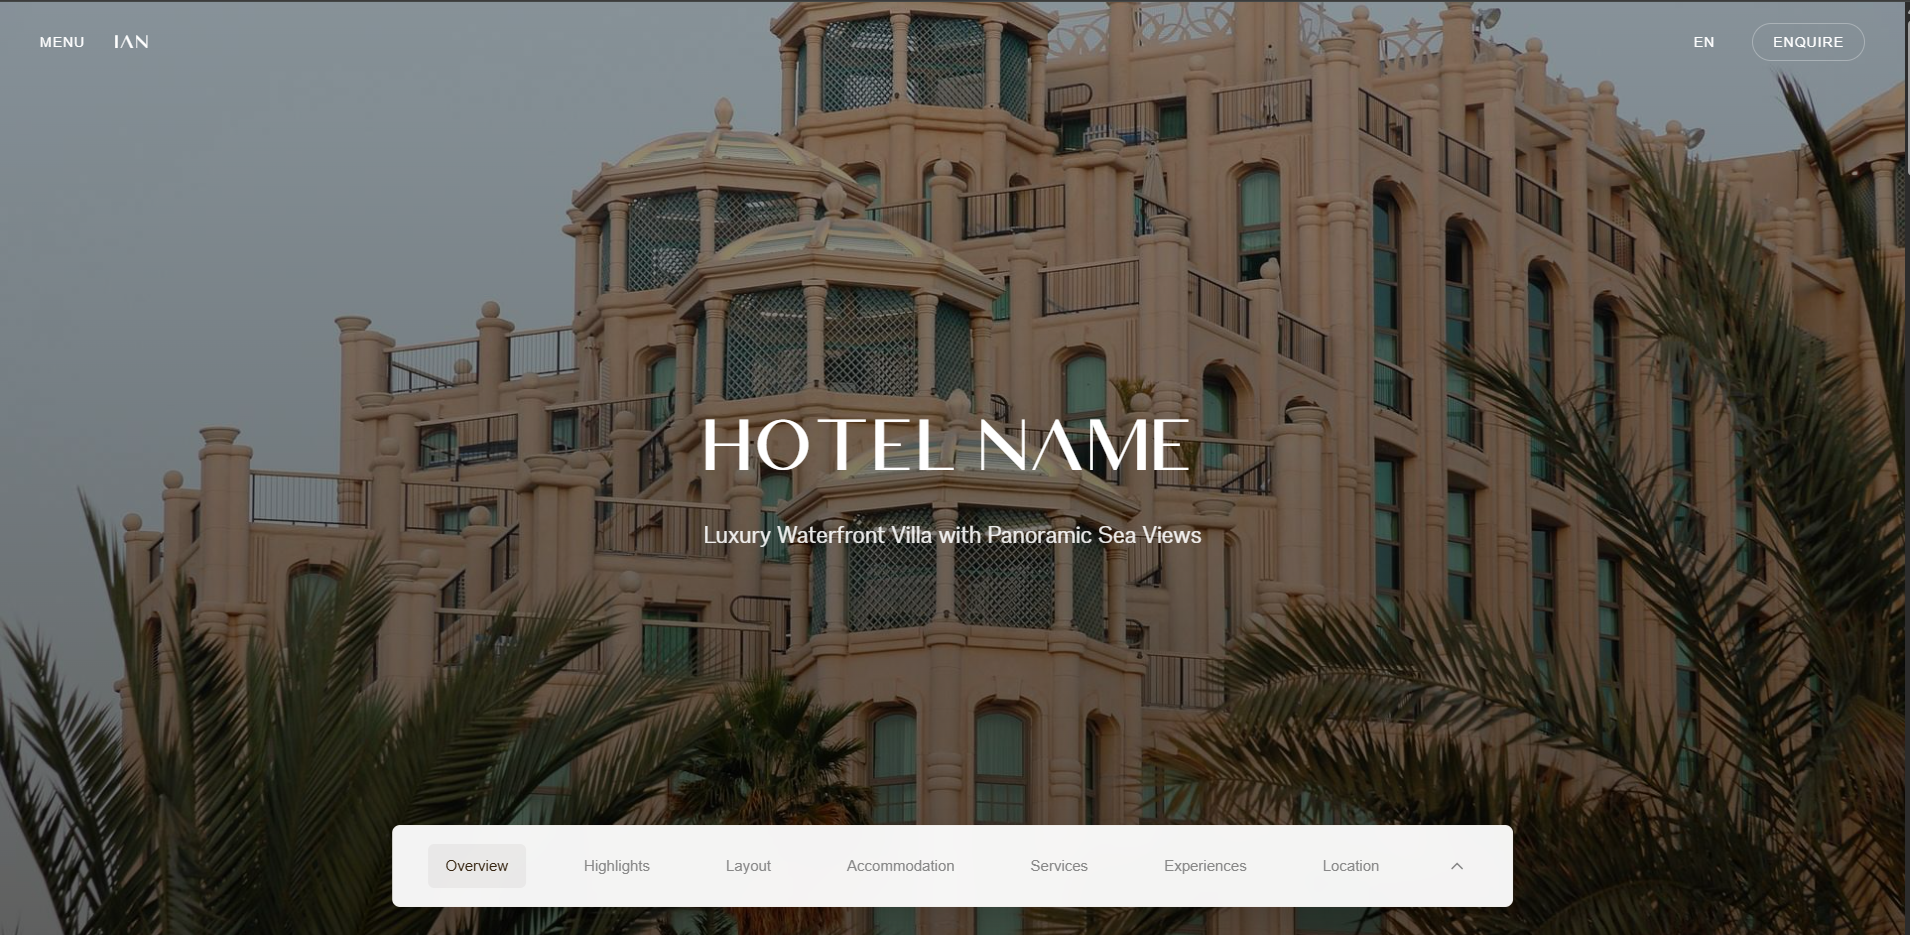 MENU IAN EN ENQUIRE
HOTEL NAME
Luxury Waterfront Villa with Panoramic Sea Views
Overview Highlights Layout Accommodation Services Experiences Location